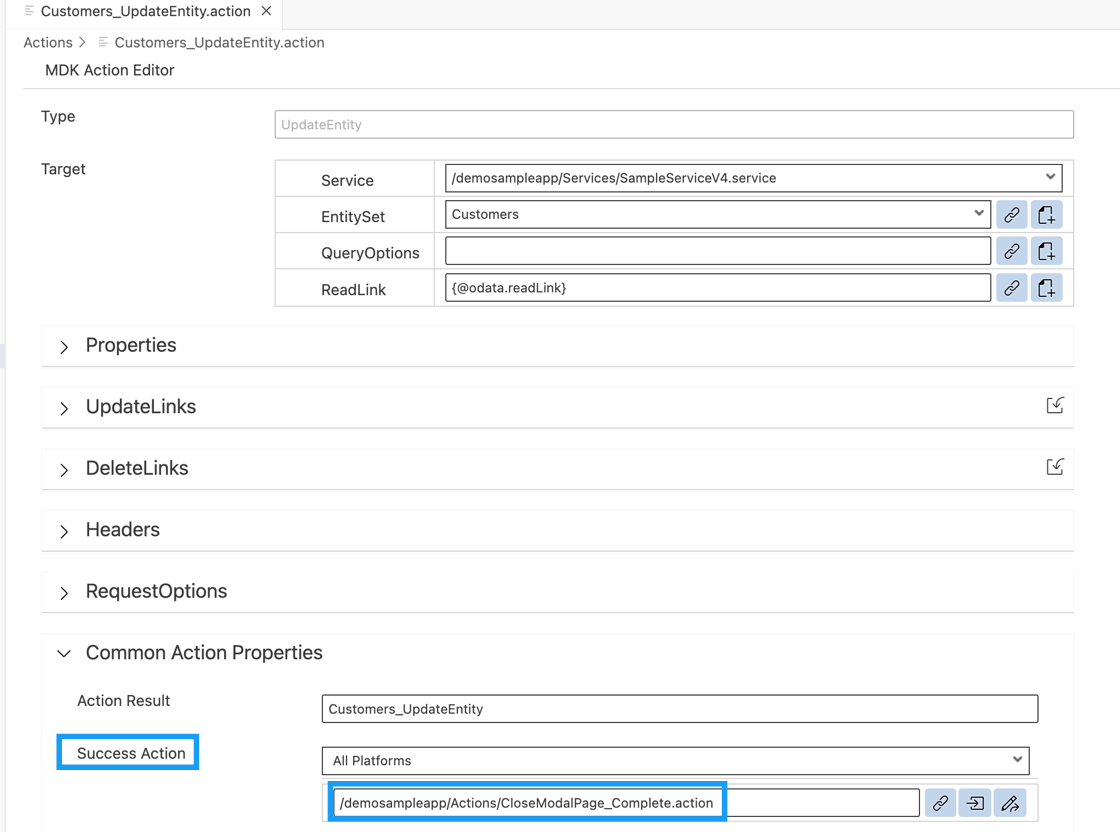 Customers_UpdateEntity.action
Actions > Customers_UpdateEntity.action
MDK Action Editor
Type
UpdateEntity
Target
Service
/demosampleapp/Services/SampleServiceV4.service
EntitySet
Customers
QueryOptions
ReadLink
{@odata.readLink}
Properties
UpdateLinks
DeleteLinks
Headers
RequestOptions
Common Action Properties
Action Result
Customers_UpdateEntity
Success Action
All Platforms
/demosampleapp/Actions/CloseModalPage_Complete.action